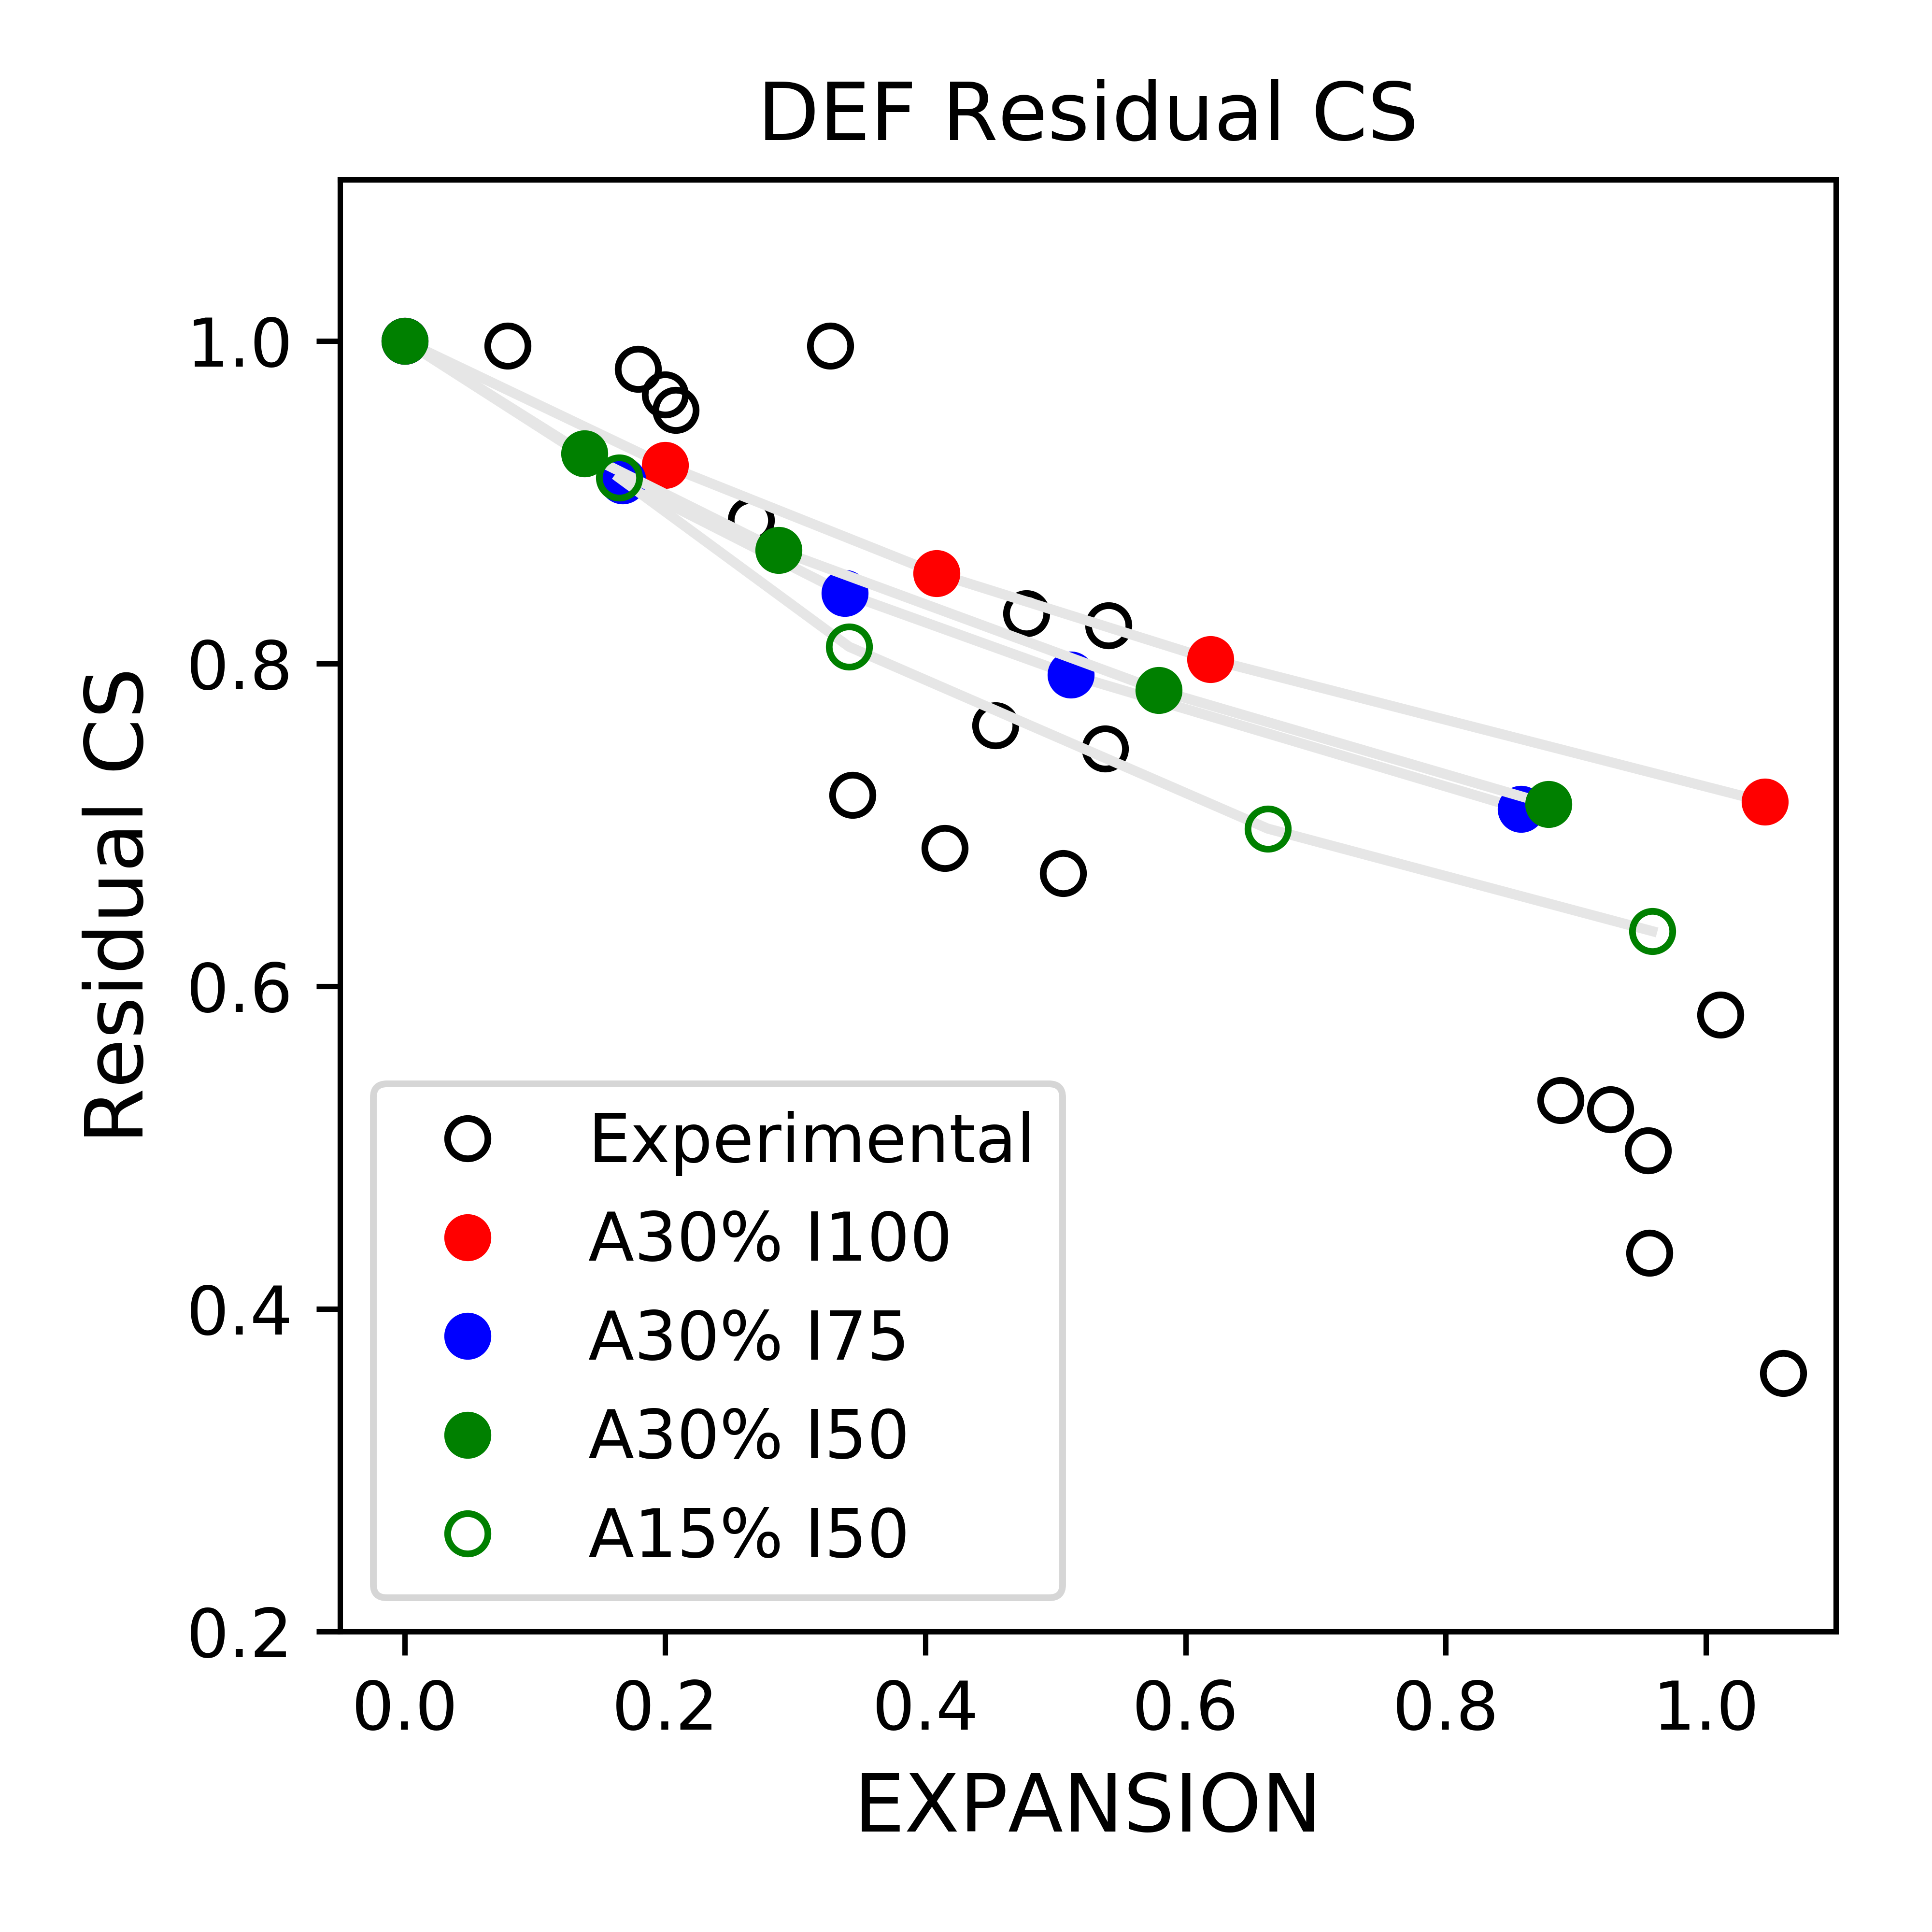 DEF Residual CS
Residual CS
1.0
0.8
0.6
0.4
0.2
Experimental
A30% I100
A30% I75
A30% I50
A15% I50
0.0 0.2 0.4 0.6 0.8 1.0
EXPANSION